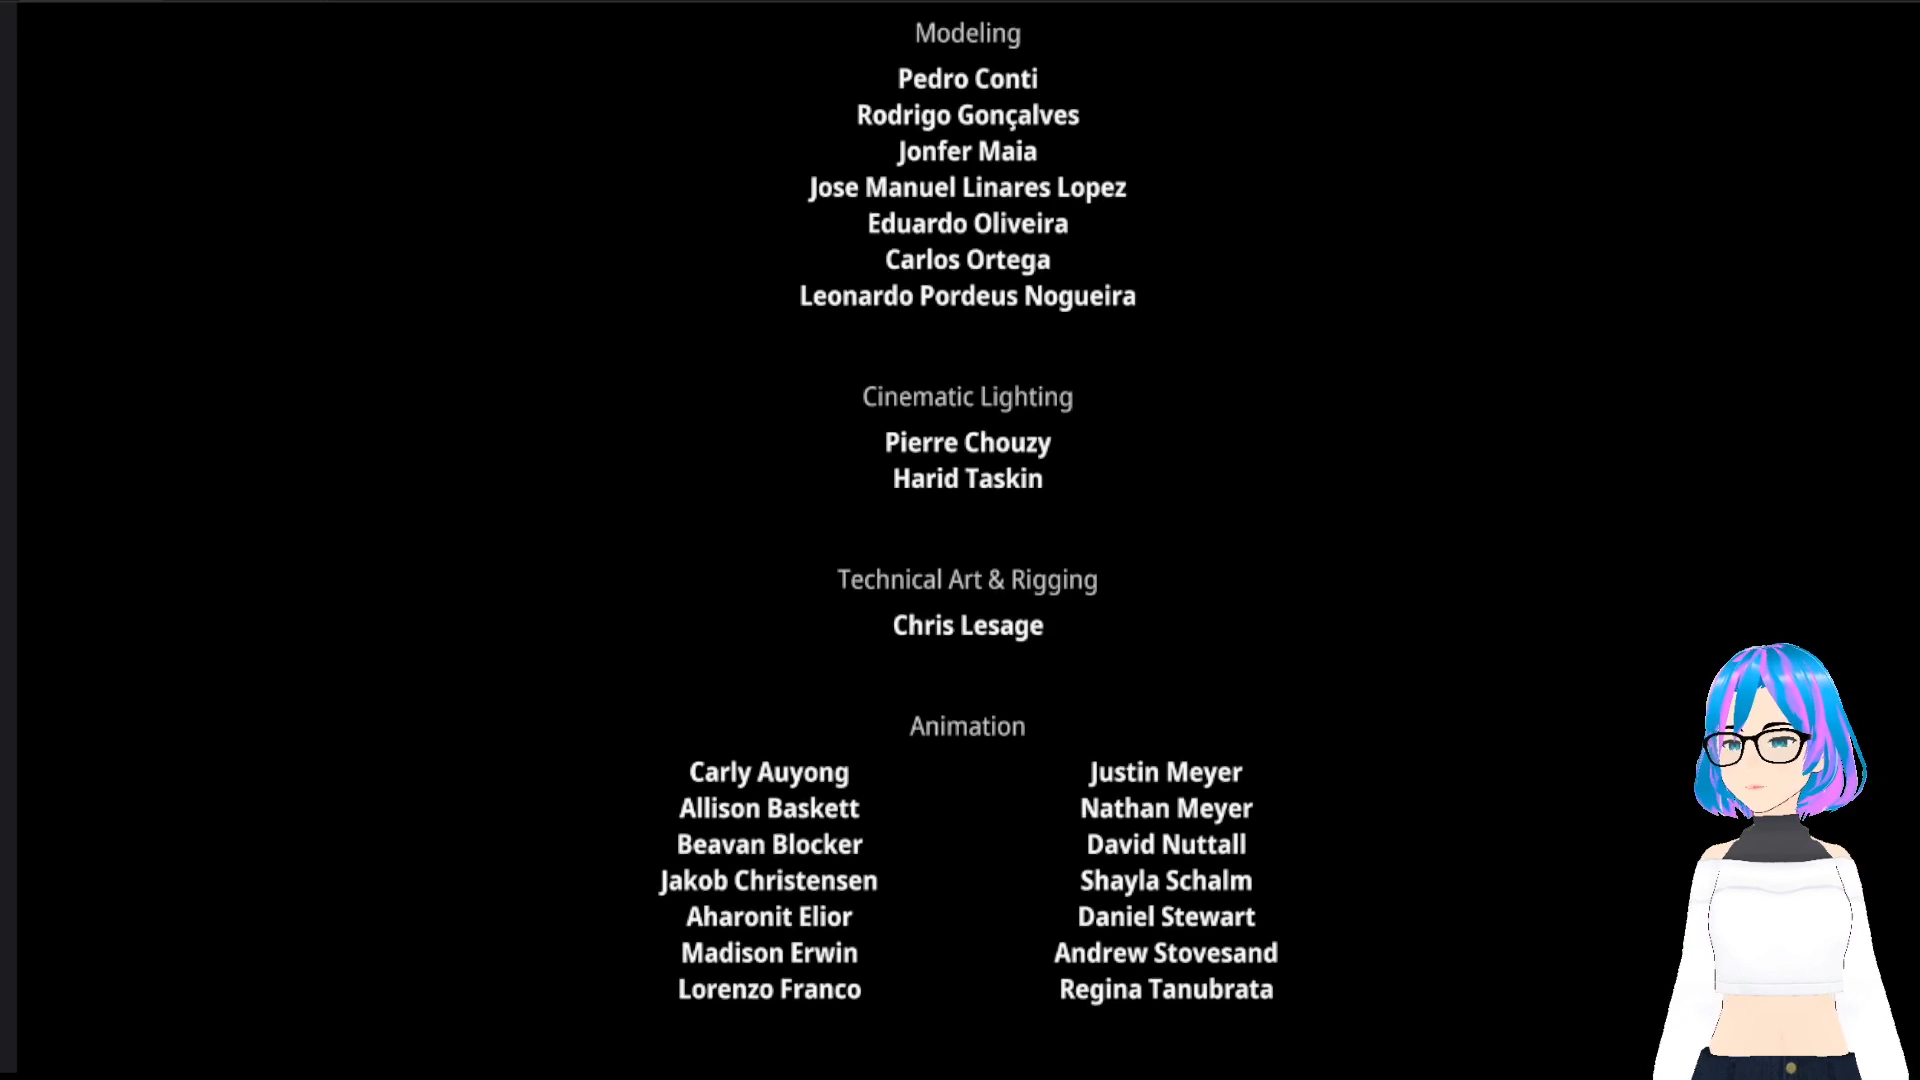 Modeling
Pedro Conti
Rodrigo Gonçalves
Jonfer Maia
Jose Manuel Linares Lopez
Eduardo Oliveira
Carlos Ortega
Leonardo Pordeus Nogueira
Cinematic Lighting
Pierre Chouzy
Harid Taskin
Technical Art & Rigging
Chris Lesage
Animation
Carly Auyong
Allison Baskett
Beavan Blocker
Jakob Christensen
Aharonit Elior
Madison Erwin
Lorenzo Franco
Justin Meyer
Nathan Meyer
David Nuttall
Shayla Schalm
Daniel Stewart
Andrew Stovesand
Regina Tanubrata